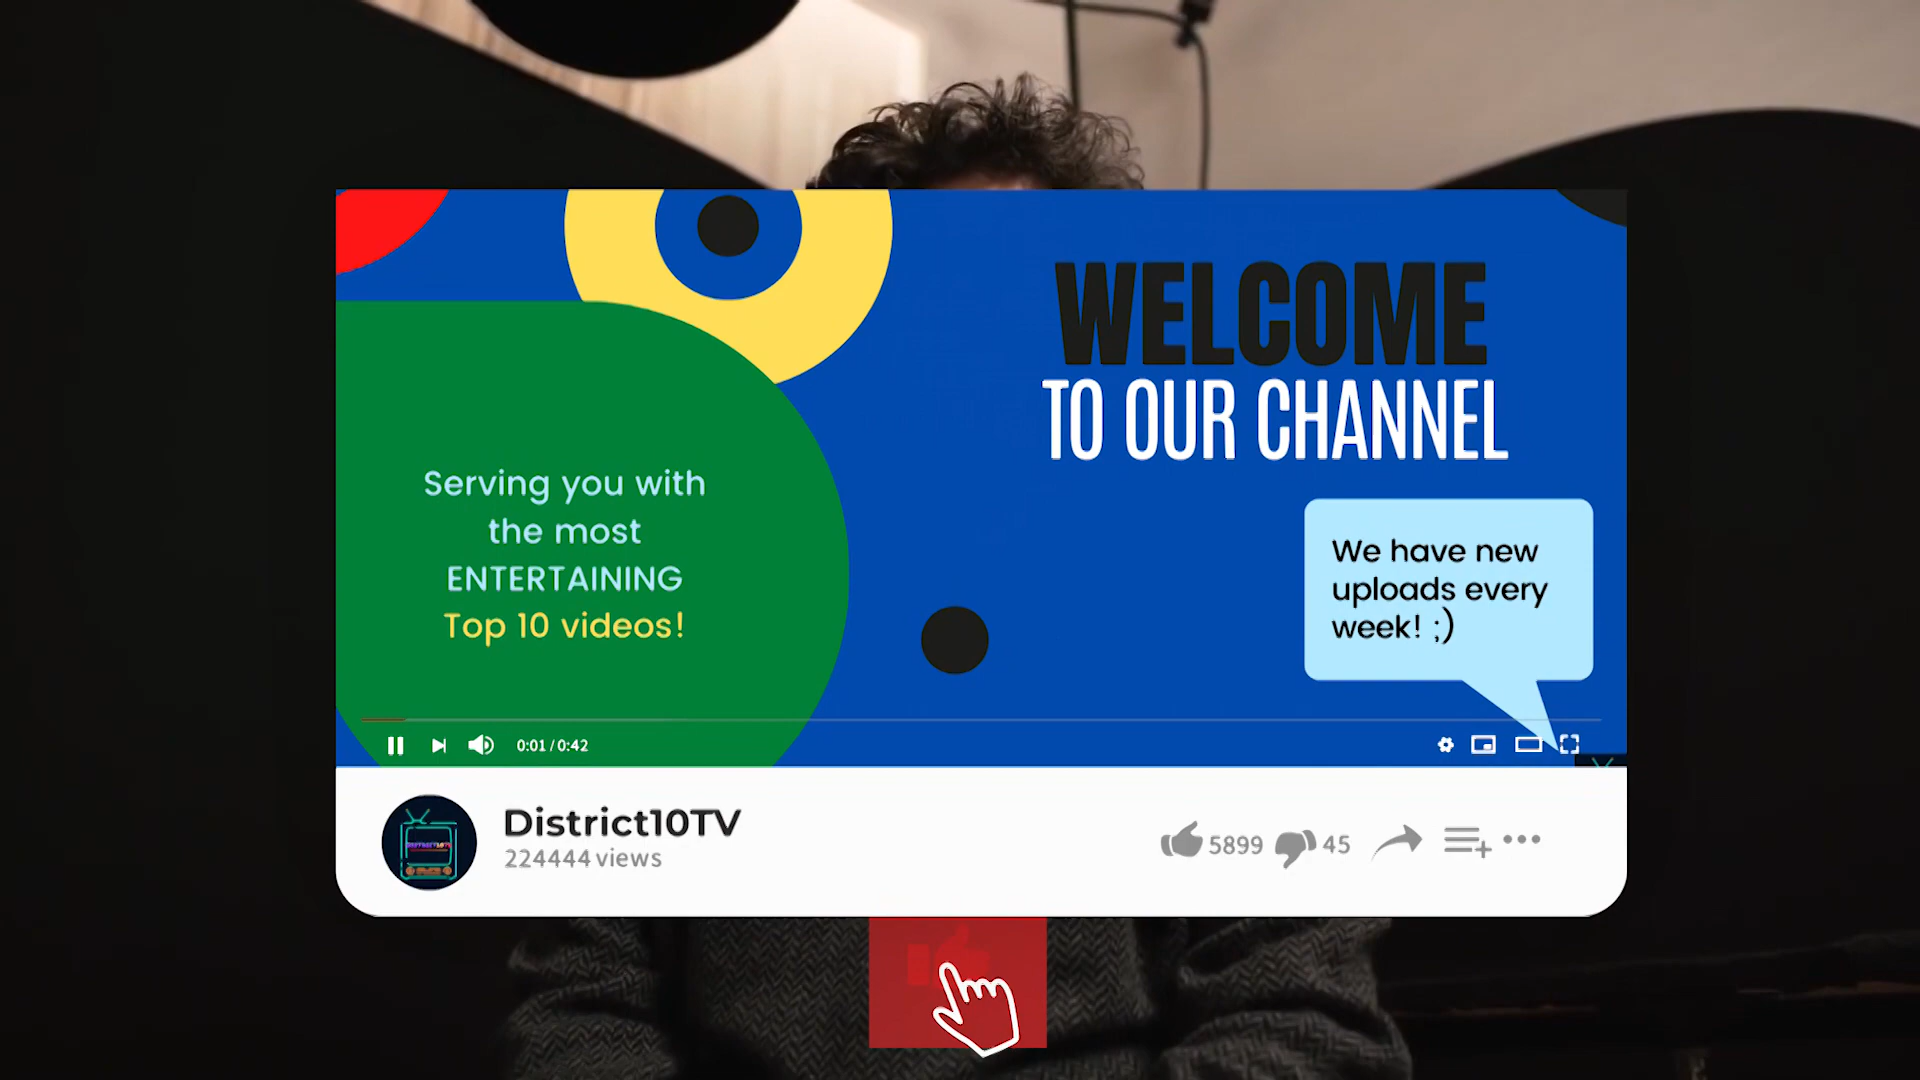 WELCOME
TO OUR CHANNEL
Serving you with
the most
ENTERTAINING
Top 10 videos!
We have new
uploads every
week! ;)
0:01 / 0:42
District10TV
224444 views
5899
45